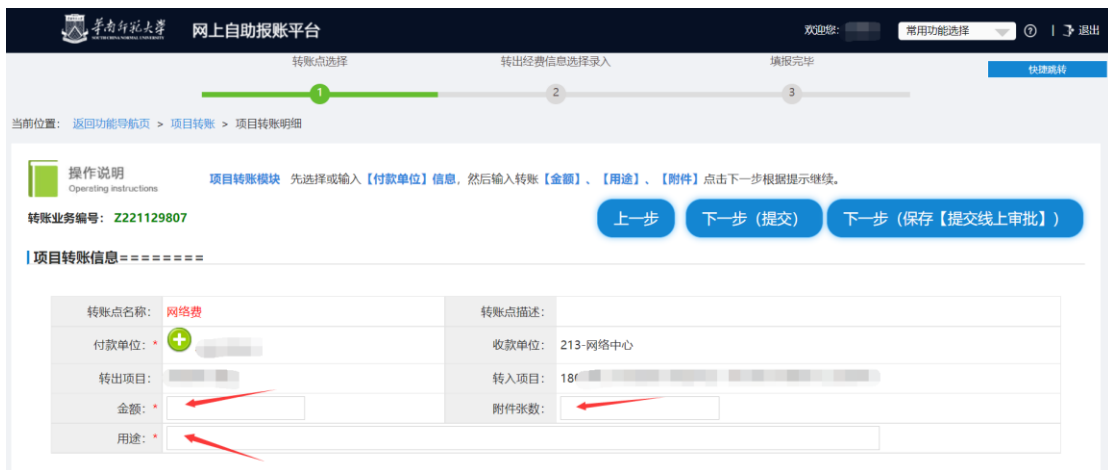 华南师范大学 网上自助报账平台 欢迎您: 常用功能选择 ? | 退出
转账点选择 转出经费信息选择录入 填报完毕 快捷跳转
1 2 3
当前位置: 返回功能导航页 > 项目转账 > 项目转账明细
操作说明
Operating instructions
项目转账模块 先选择或输入【付款单位】信息，然后输入转账【金额】、【用途】、【附件】点击下一步根据提示继续。
转账业务编号: Z221129807
上一步 下一步（提交） 下一步（保存【提交线上审批】）
项目转账信息========
转账点名称: 网络费 转账点描述:
付款单位: * 收款单位: 213-网络中心
转出项目: 转入项目: 18
金额: * 附件张数:
用途: *